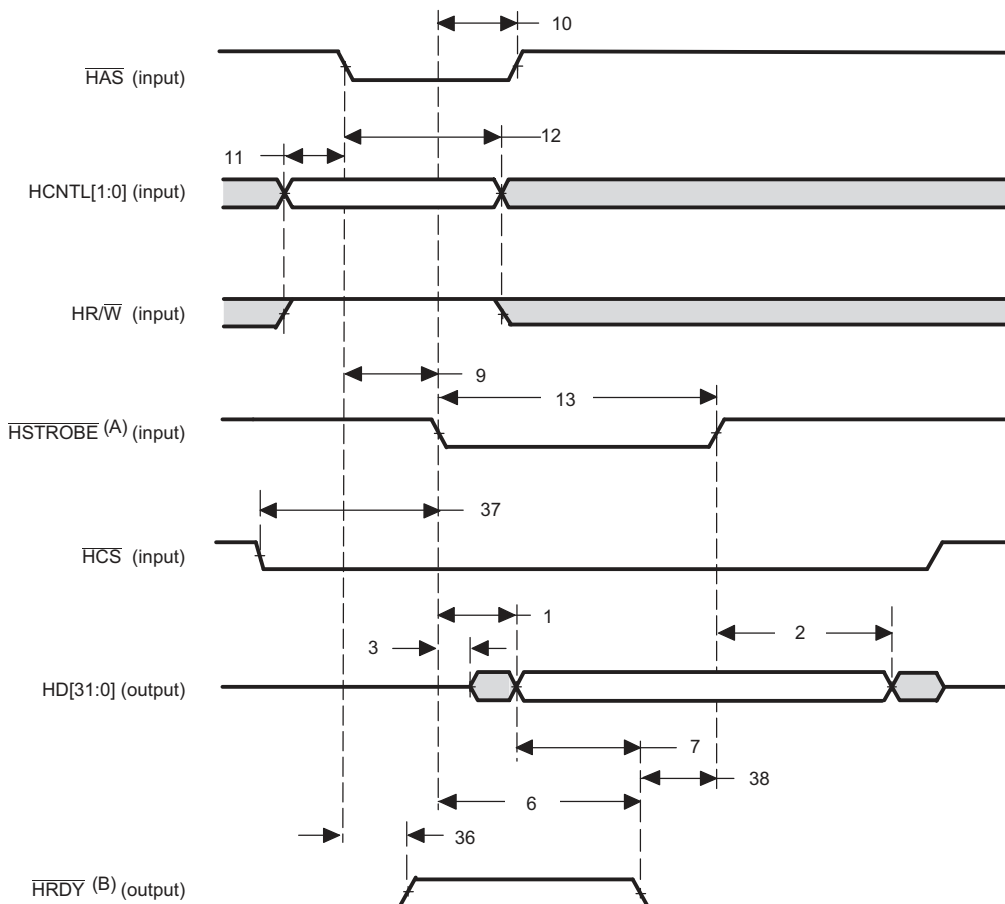 10
HAS (input)
12
11
HCNTL[1:0] (input)
HR/W (input)
9
13
HSTROBE (A) (input)
37
HCS (input)
1
2
3
HD[31:0] (output)
7
38
6
36
HRDY (B) (output)